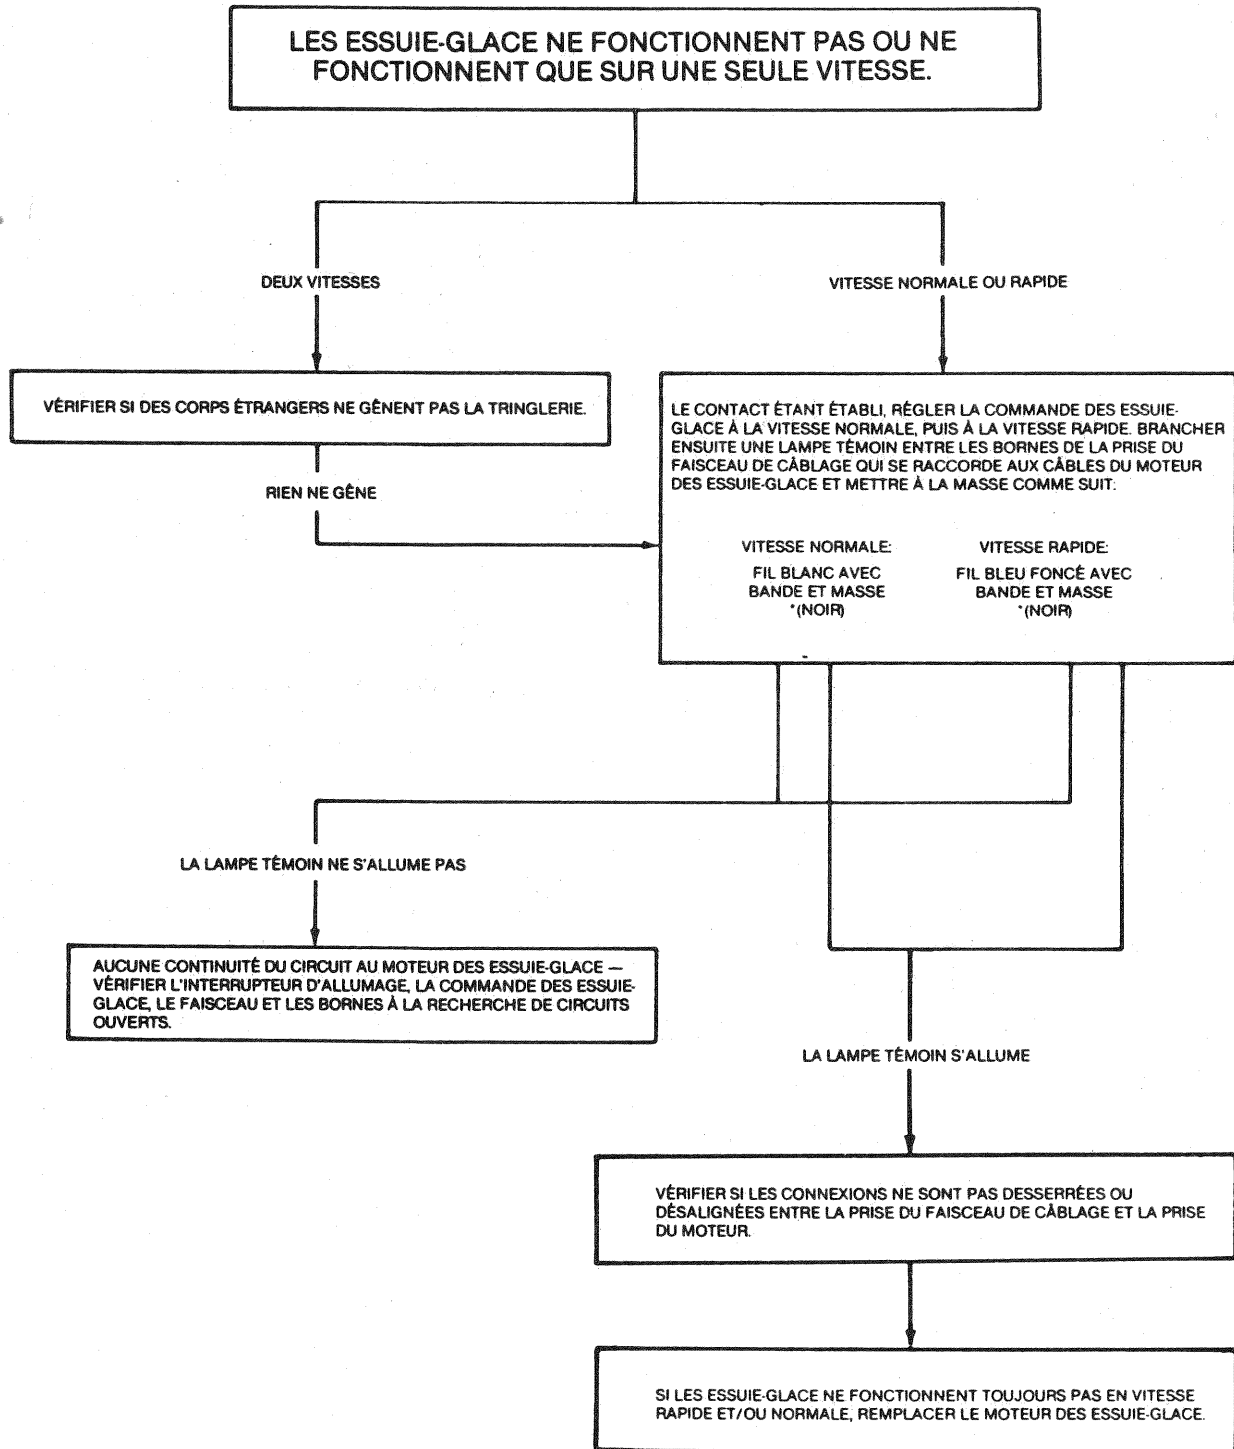 LES ESSUIE-GLACE NE FONCTIONNENT PAS OU NE
FONCTIONNENT QUE SUR UNE SEULE VITESSE.
DEUX VITESSES
VITESSE NORMALE OU RAPIDE
VÉRIFIER SI DES CORPS ÉTRANGERS NE GÊNENT PAS LA TRINGLERIE.
RIEN NE GÊNE
LE CONTACT ÉTANT ÉTABLI, RÉGLER LA COMMANDE DES ESSUIE-
GLACE À LA VITESSE NORMALE, PUIS À LA VITESSE RAPIDE. BRANCHER
ENSUITE UNE LAMPE TÉMOIN ENTRE LES BORNES DE LA PRISE DU
FAISCEAU DE CÂBLAGE QUI SE RACCORDE AUX CÂBLES DU MOTEUR
DES ESSUIE-GLACE ET METTRE À LA MASSE COMME SUIT:
VITESSE NORMALE:
FIL BLANC AVEC
BANDE ET MASSE
*(NOIR)
VITESSE RAPIDE:
FIL BLEU FONCÉ AVEC
BANDE ET MASSE
*(NOIR)
LA LAMPE TÉMOIN NE S'ALLUME PAS
AUCUNE CONTINUITÉ DU CIRCUIT AU MOTEUR DES ESSUIE-GLACE —
VÉRIFIER L'INTERRUPTEUR D'ALLUMAGE, LA COMMANDE DES ESSUIE-
GLACE, LE FAISCEAU ET LES BORNES À LA RECHERCHE DE CIRCUITS
OUVERTS.
LA LAMPE TÉMOIN S'ALLUME
VÉRIFIER SI LES CONNEXIONS NE SONT PAS DESSERRÉES OU
DÉSALIGNÉES ENTRE LA PRISE DU FAISCEAU DE CÂBLAGE ET LA PRISE
DU MOTEUR.
SI LES ESSUIE-GLACE NE FONCTIONNENT TOUJOURS PAS EN VITESSE
RAPIDE ET/OU NORMALE, REMPLACER LE MOTEUR DES ESSUIE-GLACE.